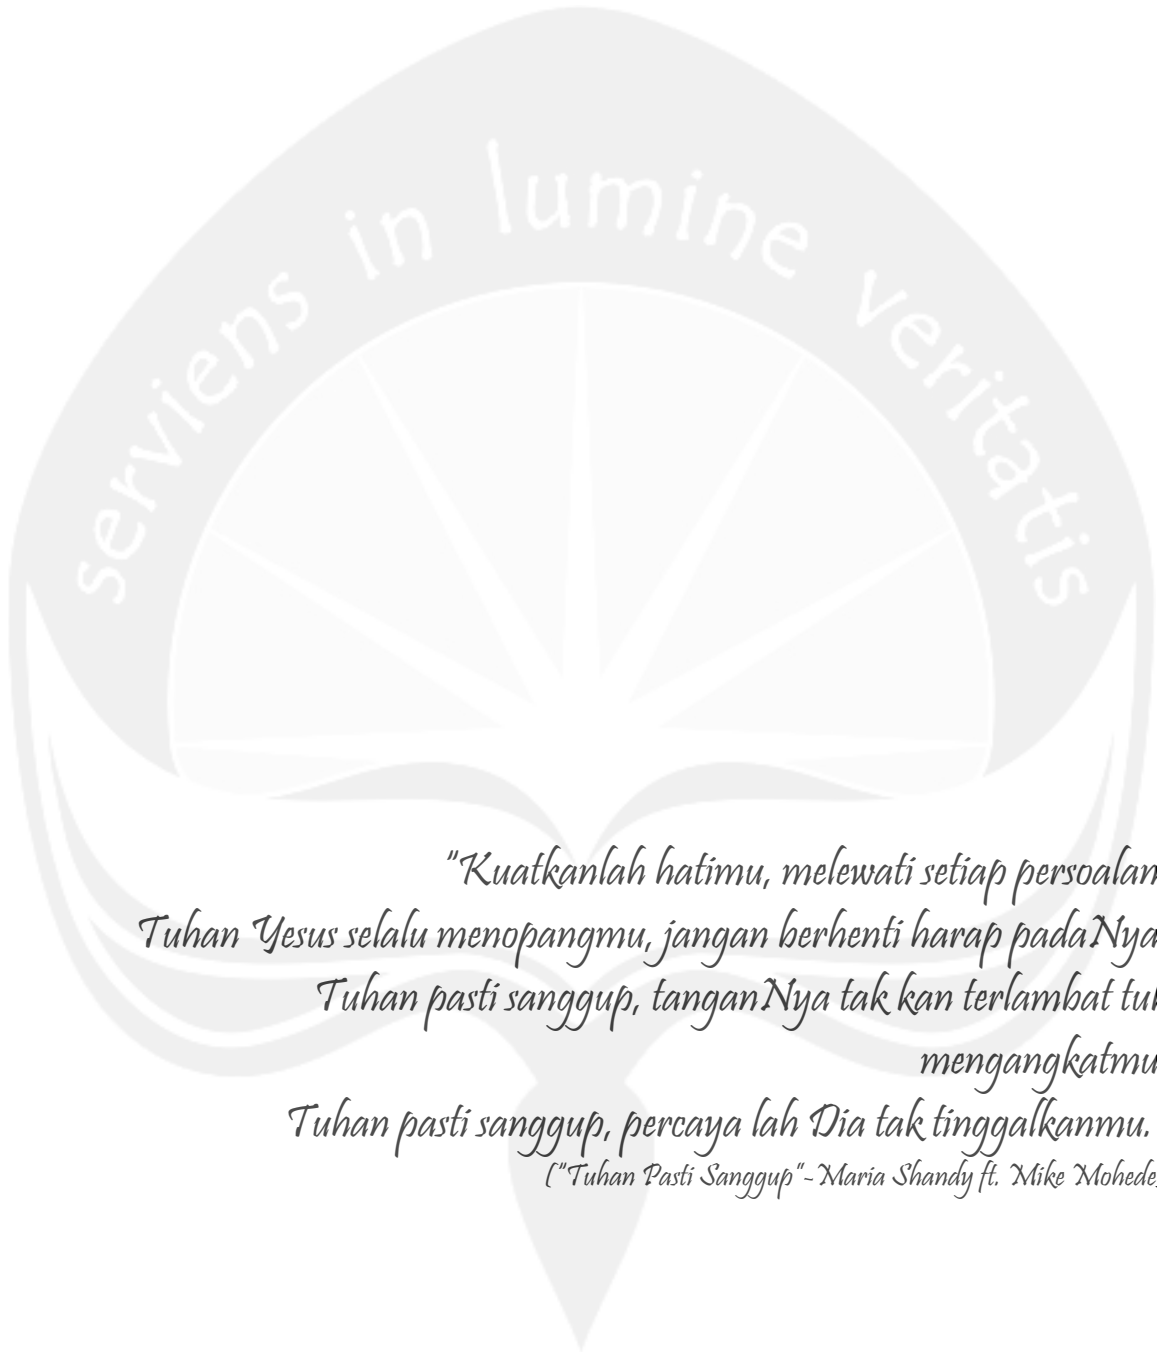 serviens in lumine veritatis
"Kuatkanlah hatimu, melewati setiap persoalan
Tuhan Yesus selalu menopangmu, jangan berhenti harap padaNya
Tuhan pasti sanggup, tanganNya tak kan terlambat
mengangkatmu
Tuhan pasti sanggup, percaya lah Dia tak tinggalkanmu.
("Tuhan Pasti Sanggup"-Maria Shandy ft. Mike Mohede